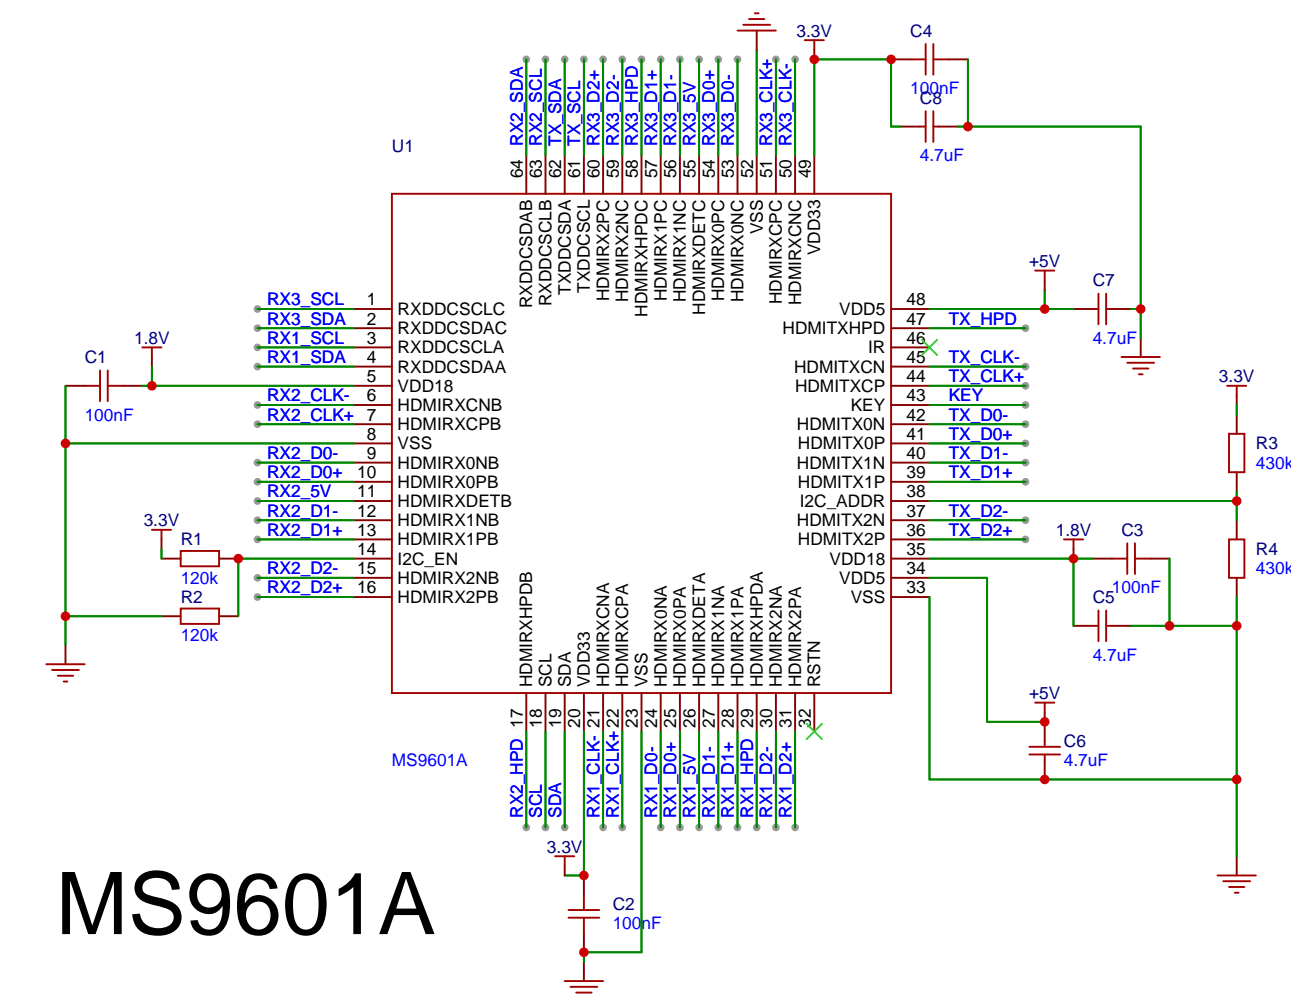 3.3V
C4
100nF
C8
4.7uF
RX2_SDA
RX2_SCL
TX_SDA
TX_SCL
RX3_D2+
RX3_D2-
RX3_HPD
RX3_D1+
RX3_D1-
RX3_5V
RX3_D0+
RX3_D0-
RX3_CLK+
RX3_CLK-
U1
64
63
62
61
60
59
58
57
56
55
54
53
52
51
50
49
RXDDCSDAB
RXDDCSCLB
TXDDCSDA
TXDDCSCL
HDMIRX2PC
HDMIRX2NC
HDMIRXHPDC
HDMIRX1PC
HDMIRX1NC
HDMIRXDETC
HDMIRX0PC
HDMIRX0NC
VSS
HDMIRXCPC
HDMIRXCNC
VDD33
RX3_SCL 1 RXDDCSCLC
RX3_SDA 2 RXDDCSDAC
RX1_SCL 3 RXDDCSCLA
RX1_SDA 4 RXDDCSDAA
5 VDD18
RX2_CLK- 6 HDMIRXCNB
RX2_CLK+ 7 HDMIRXCPB
8 VSS
RX2_D0- 9 HDMIRX0NB
RX2_D0+ 10 HDMIRX0PB
RX2_5V 11 HDMIRXDETB
RX2_D1- 12 HDMIRX1NB
RX2_D1+ 13 HDMIRX1PB
14 I2C_EN
RX2_D2- 15 HDMIRX2NB
RX2_D2+ 16 HDMIRX2PB
C1
100nF
1.8V
3.3V
R1
120k
R2
120k
VDD5 48
HDMITXHPD 47 TX_HPD
IR 46
HDMITXCN 45 TX_CLK-
HDMITXCP 44 TX_CLK+
KEY 43 KEY
HDMITX0N 42 TX_D0-
HDMITX0P 41 TX_D0+
HDMITX1N 40 TX_D1-
HDMITX1P 39 TX_D1+
I2C_ADDR 38
HDMITX2N 37 TX_D2-
HDMITX2P 36 TX_D2+
VDD18 35
VDD5 34
VSS 33
+5V
C7
4.7uF
3.3V
R3
430k
R4
430k
1.8V
C3
100nF
C5
4.7uF
+5V
C6
4.7uF
HDMIRXHPDB
SCL
SDA
VDD33
HDMIRXCNA
HDMIRXCPA
VSS
HDMIRX0NA
HDMIRX0PA
HDMIRXDETA
HDMIRX1NA
HDMIRX1PA
HDMIRXHPDA
HDMIRX2NA
HDMIRX2PA
RSTN
17
18
19
20
21
22
23
24
25
26
27
28
29
30
31
32
RX2_HPD
SCL
SDA
RX1_CLK-
RX1_CLK+
RX1_D0-
RX1_D0+
RX1_5V
RX1_D1-
RX1_D1+
RX1_HPD
RX1_D2-
RX1_D2+
MS9601A
3.3V
C2
100nF
MS9601A